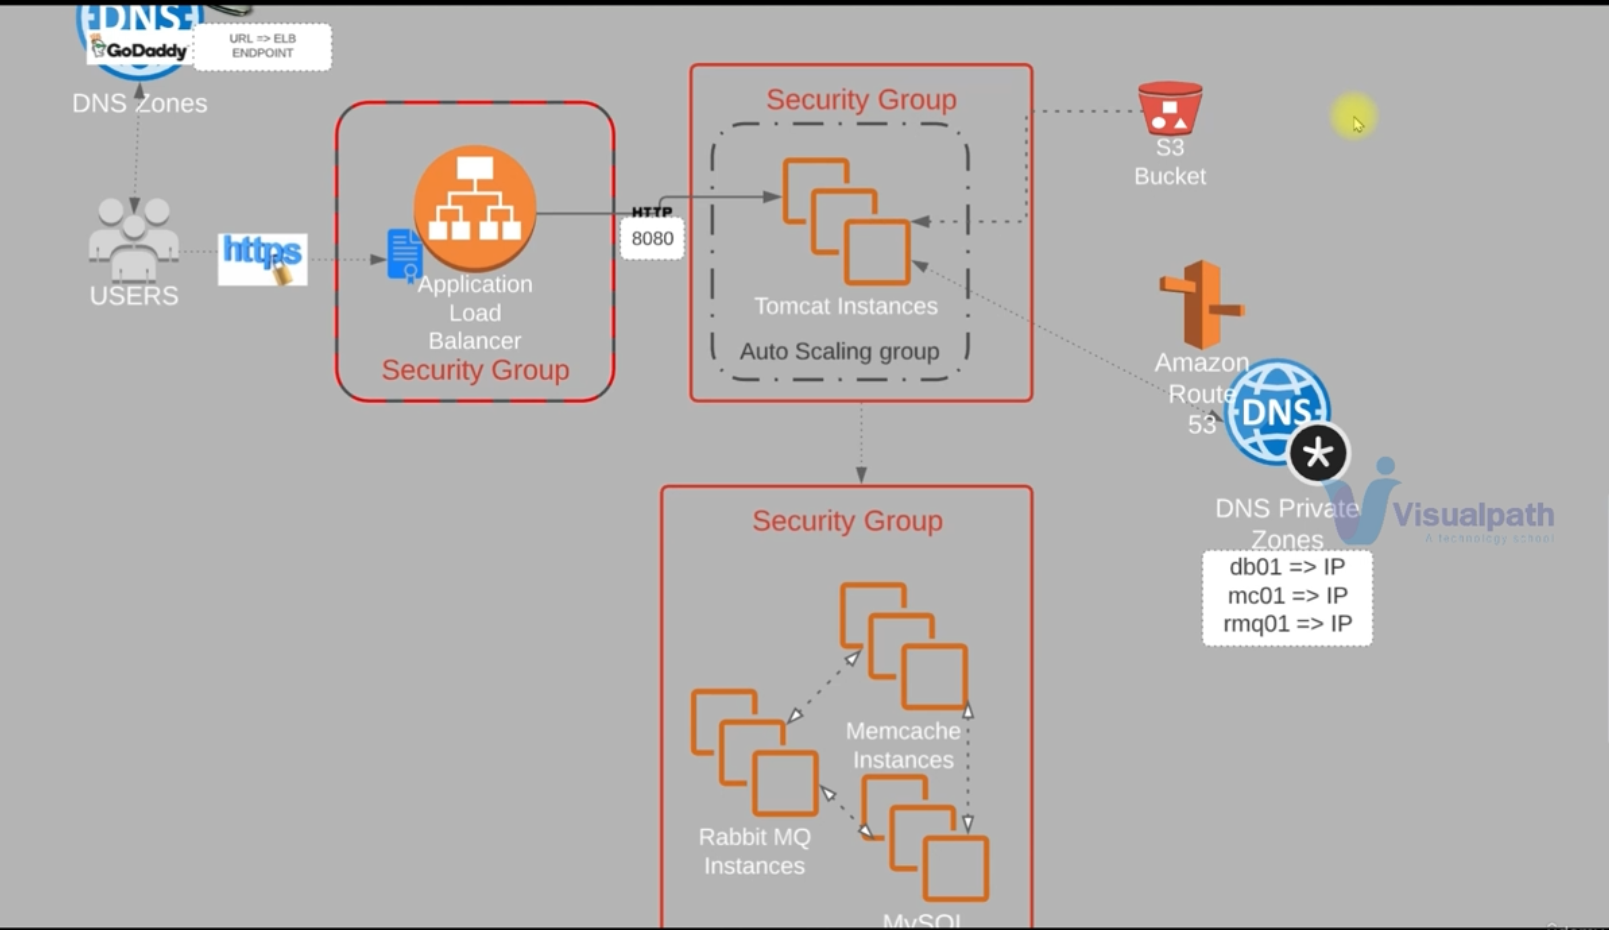 DNS
GoDaddy
URL => ELB
ENDPOINT
DNS Zones
USERS
https
Application
Load
Balancer
Security Group
HTTP
8080
Security Group
Tomcat Instances
Auto Scaling group
S3
Bucket
Amazon
Route
53
DNS
DNS Private
Zones
db01 => IP
mc01 => IP
rmq01 => IP
Visualpath
A technology school
Security Group
Memcache
Instances
Rabbit MQ
Instances
MySQL